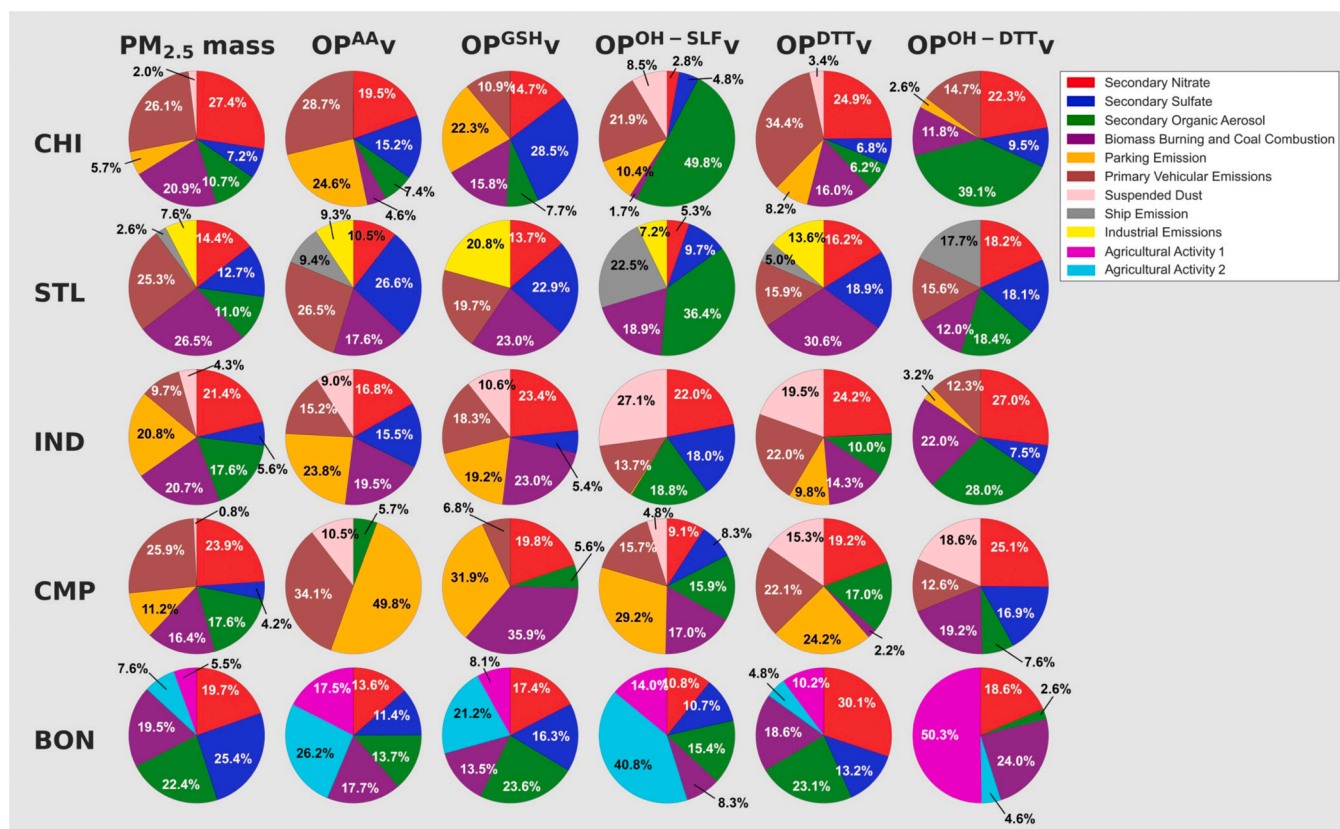 PM2.5 mass OP^AA v OP^GSH v OP^OH − SLF v OP^DTT v OP^OH − DTT v
CHI
2.0% 27.4% 7.2% 10.7% 20.9% 5.7% 26.1%
19.5% 15.2% 7.4% 4.6% 24.6% 28.7%
14.7% 28.5% 7.7% 15.8% 22.3% 10.9%
2.8% 4.8% 49.8% 1.7% 10.4% 21.9% 8.5%
24.9% 6.8% 6.2% 16.0% 8.2% 34.4% 3.4%
22.3% 9.5% 39.1% 11.8% 2.6% 14.7%
STL
14.4% 12.7% 11.0% 26.5% 25.3% 2.6% 7.6%
10.5% 26.6% 17.6% 26.5% 9.4% 9.3%
13.7% 22.9% 23.0% 19.7% 20.8%
5.3% 9.7% 36.4% 18.9% 22.5% 7.2%
16.2% 18.9% 30.6% 15.9% 5.0% 13.6%
18.2% 18.1% 18.4% 12.0% 15.6% 17.7%
IND
21.4% 5.6% 17.6% 20.7% 20.8% 9.7% 4.3%
16.8% 15.5% 19.5% 23.8% 15.2% 9.0%
23.4% 5.4% 23.0% 19.2% 18.3% 10.6%
22.0% 18.0% 18.8% 13.7% 27.1%
24.2% 10.0% 14.3% 9.8% 22.0% 19.5%
27.0% 7.5% 28.0% 22.0% 3.2% 12.3%
CMP
23.9% 4.2% 17.6% 16.4% 11.2% 25.9% 0.8%
5.7% 49.8% 34.1% 10.5%
19.8% 5.6% 35.9% 31.9% 6.8%
9.1% 8.3% 15.9% 17.0% 29.2% 15.7% 4.8%
19.2% 17.0% 2.2% 24.2% 22.1% 15.3%
25.1% 16.9% 7.6% 19.2% 12.6% 18.6%
BON
19.7% 25.4% 22.4% 19.5% 7.6% 5.5%
13.6% 11.4% 13.7% 17.7% 26.2% 17.5%
17.4% 16.3% 23.6% 13.5% 21.2% 8.1%
10.8% 10.7% 15.4% 8.3% 40.8% 14.0%
30.1% 13.2% 23.1% 18.6% 4.8% 10.2%
18.6% 2.6% 24.0% 4.6% 50.3%
Secondary Nitrate
Secondary Sulfate
Secondary Organic Aerosol
Biomass Burning and Coal Combustion
Parking Emission
Primary Vehicular Emissions
Suspended Dust
Ship Emission
Industrial Emissions
Agricultural Activity 1
Agricultural Activity 2